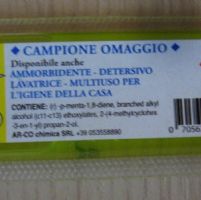 CAMPIONE OMAGGIO
Disponibile anche
AMMORBIDENTE - DETERSIVO
LAVATRICE - MULTIUSO PER
L'IGIENE DELLA CASA
CONTIENE: (r) -p-menta-1,8-diene, branched alkyl
alcohol (c11-c13) ethoxylates, 2-(4-methylcyclohex
-3-en-1-yl) propan-2-ol.
AR-CO chimica SRL +39 053558890
0 7056